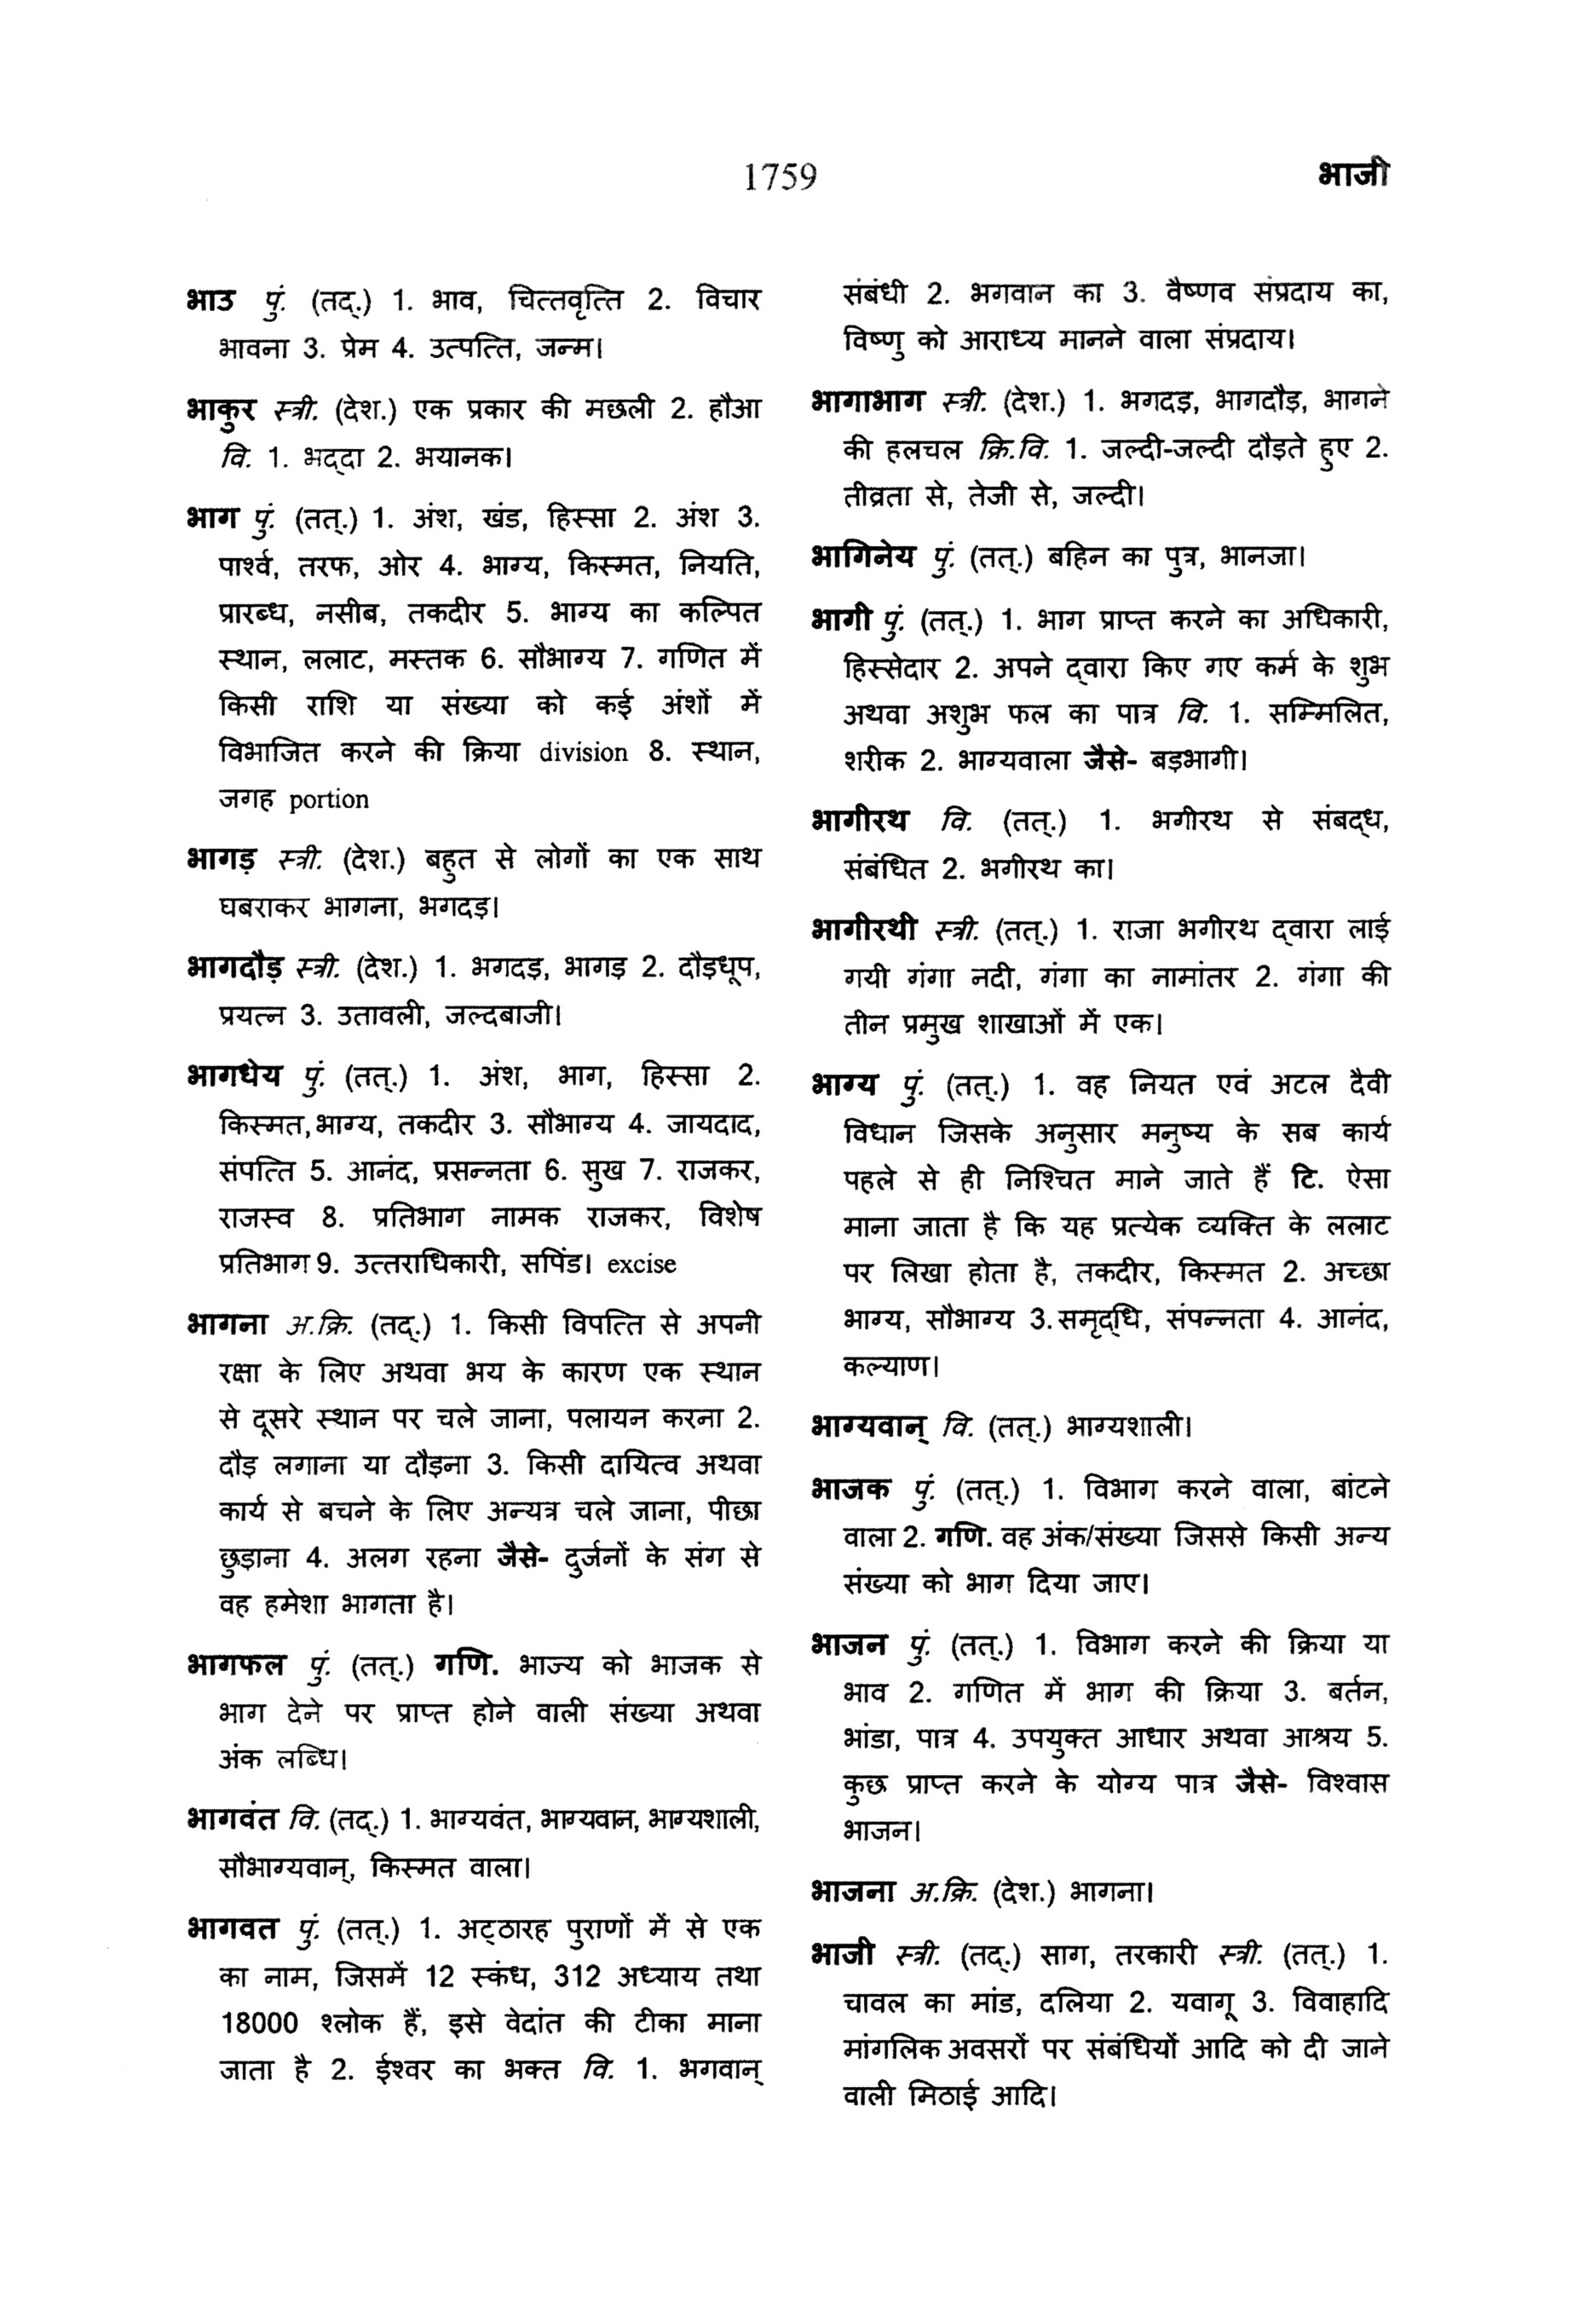 1759
भाजी
भाउ पुं. (तद्.) 1. भाव, चित्तवृत्ति 2. विचार
भावना 3. प्रेम 4. उत्पत्ति, जन्म।
भाकुर स्त्री. (देश.) एक प्रकार की मछली 2. हौआ
वि. 1. भद्‌दा 2. भयानक।
भाग पुं. (तत्.) 1. अंश, खंड, हिस्सा 2. अंश 3.
पार्श्व, तरफ, ओर 4. भाग्य, किस्मत, नियति,
प्रारब्ध, नसीब, तकदीर 5. भाग्य का कल्पित
स्थान, ललाट, मस्तक 6. सौभाग्य 7. गणित में
किसी राशि या संख्या को कई अंशों में
विभाजित करने की क्रिया division 8. स्थान,
जगह portion
भागड़ स्त्री. (देश.) बहुत से लोगों का एक साथ
घबराकर भागना, भगदड़।
भागदौड़ स्त्री. (देश.) 1. भगदड़, भागड़ 2. दौड़धूप,
प्रयत्न 3. उतावली, जल्दबाजी।
भागधेय पुं. (तत्.) 1. अंश, भाग, हिस्सा 2.
किस्मत, भाग्य, तकदीर 3. सौभाग्य 4. जायदाद,
संपत्ति 5. आनंद, प्रसन्नता 6. सुख 7. राजकर,
राजस्व 8. प्रतिभाग नामक राजकर, विशेष
प्रतिभाग 9. उत्तराधिकारी, सपिंड। excise
भागना अ.क्रि. (तद्.) 1. किसी विपत्ति से अपनी
रक्षा के लिए अथवा भय के कारण एक स्थान
से दूसरे स्थान पर चले जाना, पलायन करना 2.
दौड़ लगाना या दौड़ना 3. किसी दायित्व अथवा
कार्य से बचने के लिए अन्यत्र चले जाना, पीछा
छुड़ाना 4. अलग रहना जैसे- दुर्जनों के संग से
वह हमेशा भागता है।
भागफल पुं. (तत्.) गणि. भाज्य को भाजक से
भाग देने पर प्राप्त होने वाली संख्या अथवा
अंक लब्धि।
भागवंत वि. (तद्.) 1. भाग्यवंत, भाग्यवान, भाग्यशाली,
सौभाग्यवान्, किस्मत वाला।
भागवत पुं. (तत्.) 1. अट्‌ठारह पुराणों में से एक
का नाम, जिसमें 12 स्कंध, 312 अध्याय तथा
18000 श्लोक हैं, इसे वेदांत की टीका माना
जाता है 2. ईश्वर का भक्त वि. 1. भगवान्
संबंधी 2. भगवान का 3. वैष्णव संप्रदाय का,
विष्णु को आराध्य मानने वाला संप्रदाय।
भागाभाग स्त्री. (देश.) 1. भगदड़, भागदौड़, भागने
की हलचल क्रि.वि. 1. जल्दी-जल्दी दौड़ते हुए 2.
तीव्रता से, तेजी से, जल्दी।
भागिनेय पुं. (तत्.) बहिन का पुत्र, भानजा।
भागी पुं. (तत्.) 1. भाग प्राप्त करने का अधिकारी,
हिस्सेदार 2. अपने द्‌वारा किए गए कर्म के शुभ
अथवा अशुभ फल का पात्र वि. 1. सम्मिलित,
शरीक 2. भाग्यवाला जैसे- बड़भागी।
भागीरथ वि. (तत्.) 1. भगीरथ से संबद्‌ध,
संबंधित 2. भगीरथ का।
भागीरथी स्त्री. (तत्.) 1. राजा भगीरथ द्‌वारा लाई
गयी गंगा नदी, गंगा का नामांतर 2. गंगा की
तीन प्रमुख शाखाओं में एक।
भाग्य पुं. (तत्.) 1. वह नियत एवं अटल दैवी
विधान जिसके अनुसार मनुष्य के सब कार्य
पहले से ही निश्चित माने जाते हैं टि. ऐसा
माना जाता है कि यह प्रत्येक व्यक्ति के ललाट
पर लिखा होता है, तकदीर, किस्मत 2. अच्छा
भाग्य, सौभाग्य 3. समृद्‌धि, संपन्नता 4. आनंद,
कल्याण।
भाग्यवान् वि. (तत्.) भाग्यशाली।
भाजक पुं. (तत्.) 1. विभाग करने वाला, बांटने
वाला 2. गणि. वह अंक/संख्या जिससे किसी अन्य
संख्या को भाग दिया जाए।
भाजन पुं. (तत्.) 1. विभाग करने की क्रिया या
भाव 2. गणित में भाग की क्रिया 3. बर्तन,
भांडा, पात्र 4. उपयुक्त आधार अथवा आश्रय 5.
कुछ प्राप्त करने के योग्य पात्र जैसे- विश्वास
भाजन।
भाजना अ.क्रि. (देश.) भागना।
भाजी स्त्री. (तद्.) साग, तरकारी स्त्री. (तत्.) 1.
चावल का मांड, दलिया 2. यवागू 3. विवाहादि
मांगलिक अवसरों पर संबंधियों आदि को दी जाने
वाली मिठाई आदि।